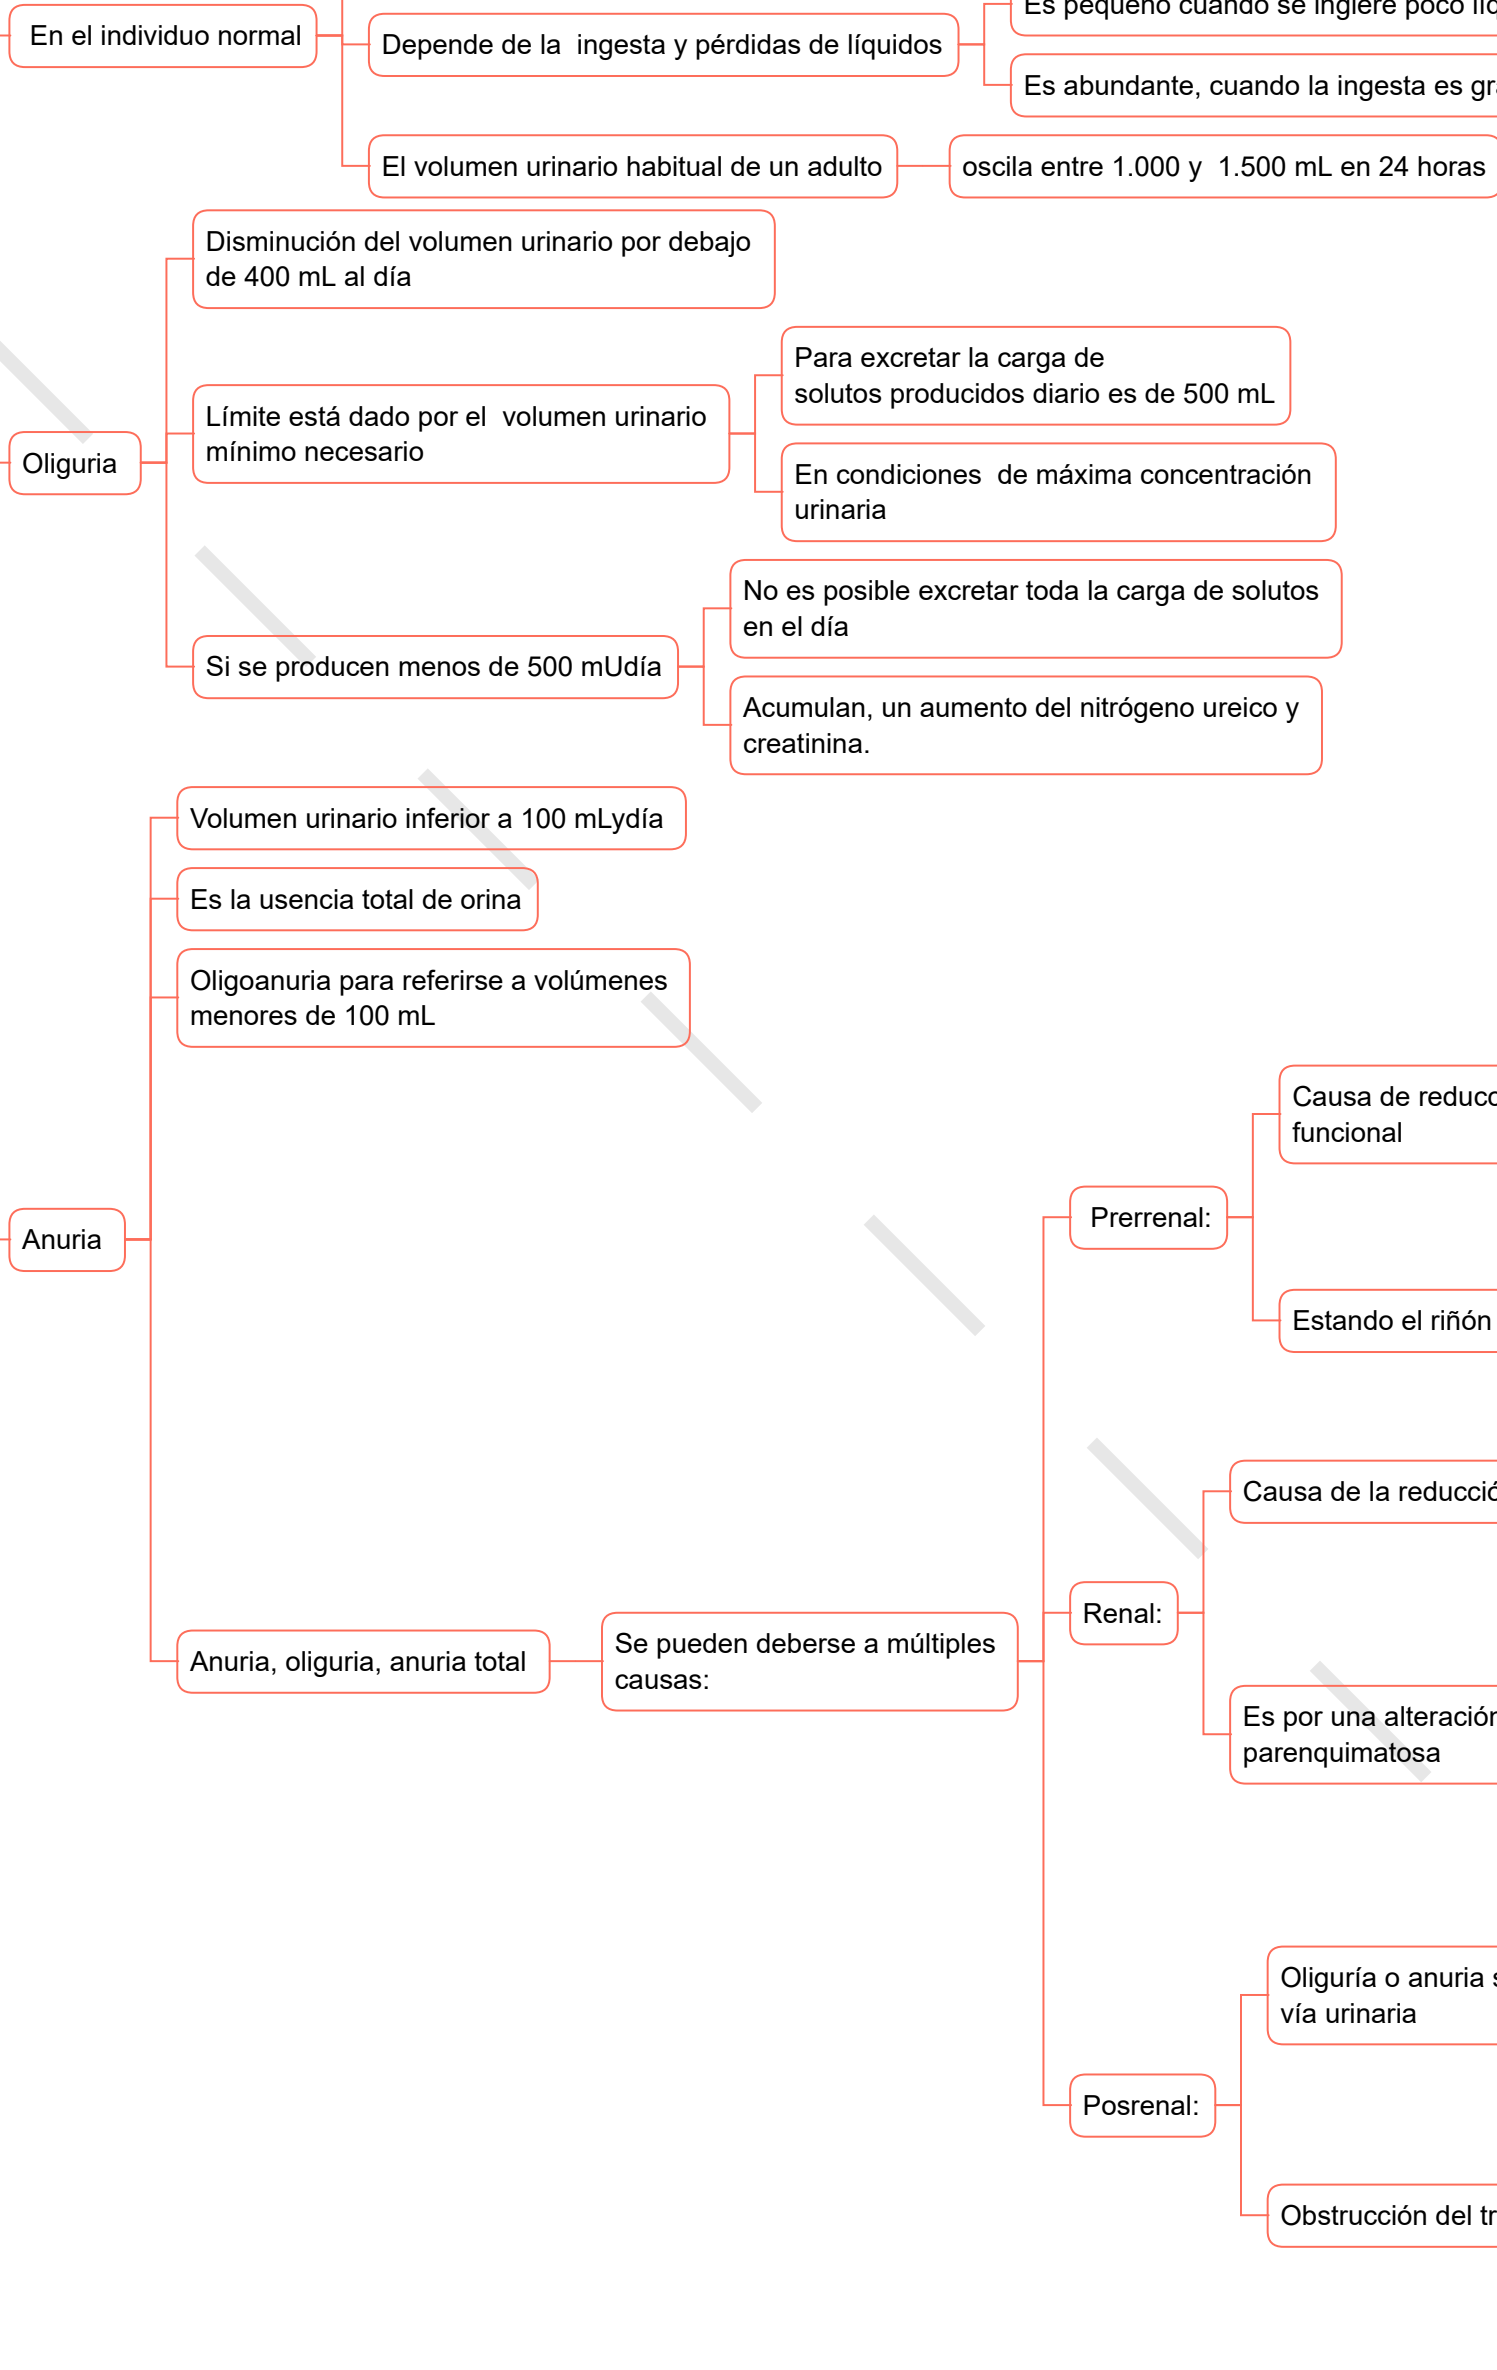 Es pequeño cuando se ingiere poco
En el individuo normal
Depende de la ingesta y pérdidas de líquidos
Es abundante, cuando la ingesta es
El volumen urinario habitual de un adulto
oscila entre 1.000 y 1.500 mL en 24 horas
Disminución del volumen urinario por debajo
de 400 mL al día
Para excretar la carga de
solutos producidos diario es de 500 mL
Límite está dado por el volumen urinario
mínimo necesario
En condiciones de máxima concentración
urinaria
Oliguria
No es posible excretar toda la carga de solutos
en el día
Si se producen menos de 500 mUdía
Acumulan, un aumento del nitrógeno ureico y
creatinina.
Volumen urinario inferior a 100 mLydía
Es la usencia total de orina
Oligoanuria para referirse a volúmenes
menores de 100 mL
Causa de
funcional
Prerrenal:
Anuria
Estando el riñón
Causa de la
Renal:
Anuria, oliguria, anuria total
Se pueden deberse a múltiples
causas:
Es por una alteración
parenquimatosa
Oliguría o anuria
vía urinaria
Posrenal:
Obstrucción del